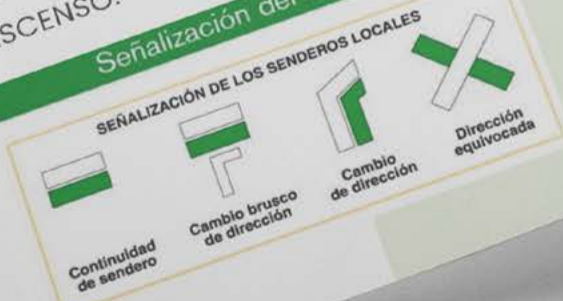 SCENSO.
Señalización de
SEÑALIZACIÓN DE LOS SENDEROS LOCALES
Continuidad
de sendero
Cambio brusco
de dirección
Cambio
de dirección
Dirección
equivocada